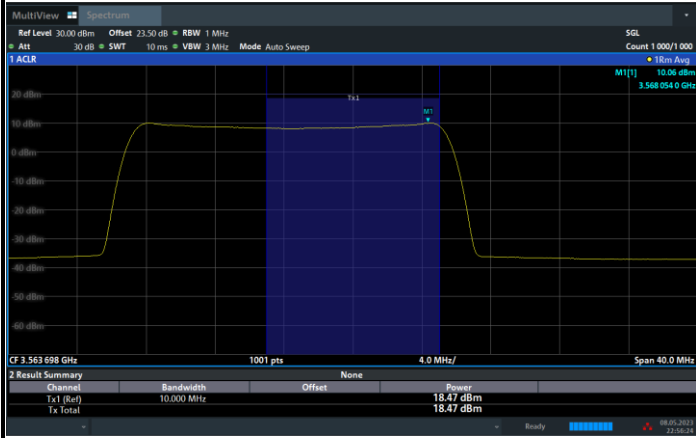 MultiView Spectrum
Ref Level 30.00 dBm Offset 23.50 dB RBW 1 MHz SGL
Att 30 dB SWT 10 ms VBW 3 MHz Mode Auto Sweep Count 1 000/1 000
1 ACLR 1Rm Avg
M1[1] 10.06 dBm
3.568 054 0 GHz
20 dBm
Tx1
M1
10 dBm
0 dBm
-10 dBm
-20 dBm
-30 dBm
-40 dBm
-50 dBm
-60 dBm
CF 3.563 698 GHz 1001 pts 4.0 MHz/ Span 40.0 MHz
2 Result Summary None
Channel Bandwidth Offset Power
Tx1 (Ref) 10.000 MHz 18.47 dBm
Tx Total 18.47 dBm
Ready 08.05.2023
22:56:24